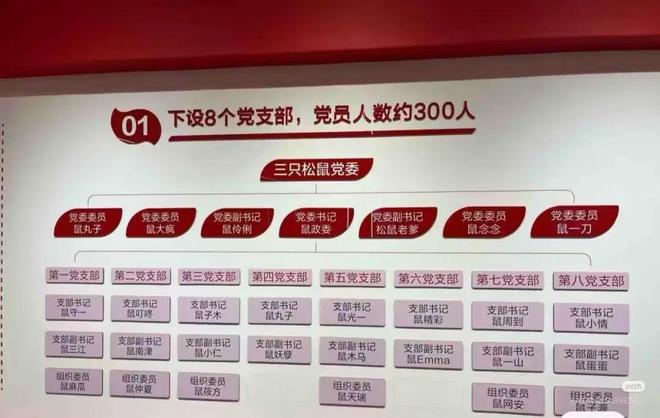 01
下设8个党支部，党员人数约300人
三只松鼠党委
党委委员 党委委员 党委副书记 党委书记 党委副书记 党委委员 党委委员
鼠丸子 鼠大疯 鼠伶俐 鼠政委 松鼠老爹 鼠念念 鼠一刀
第一党支部 第二党支部 第三党支部 第四党支部 第五党支部 第六党支部 第七党支部 第八党支部
支部书记 支部书记 支部书记 支部书记 支部书记 支部书记 支部书记 支部书记
鼠守一 鼠叮咚 鼠子木 鼠丸子 鼠光一 鼠精彩 鼠周到 鼠小情
支部副书记 支部副书记 支部副书记 支部副书记 支部副书记 支部副书记 支部副书记 支部副书记
鼠三江 鼠南津 鼠小仁 鼠妖孽 鼠木马 鼠Emma 鼠一山 鼠蛋蛋
组织委员 组织委员 组织委员 组织委员 组织委员 组织委员
鼠麻瓜 鼠仲夏 鼠筱方 鼠天瑞 鼠网安
小红书